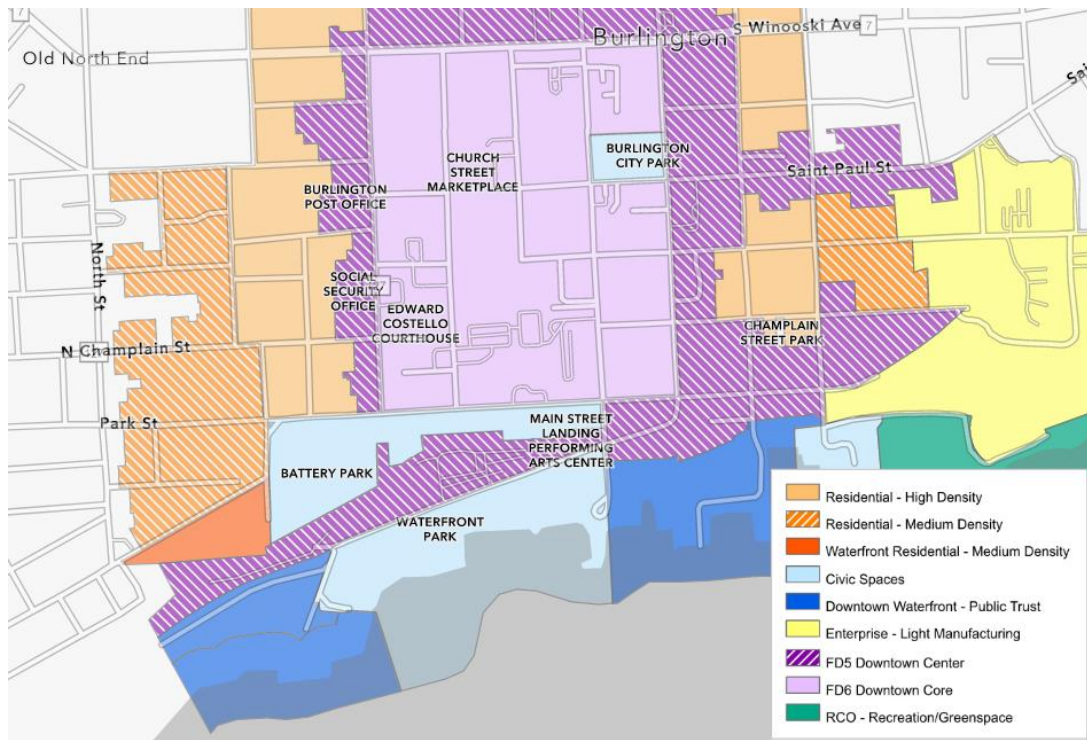 7
Burlington
S Winooski Ave
7
Old North End
BURLINGTON
CITY PARK
CHURCH
STREET
MARKETPLACE
Saint Paul St
BURLINGTON
POST OFFICE
North St
SOCIAL
SECURITY
OFFICE
EDWARD
COSTELLO
COURTHOUSE
CHAMPLAIN
STREET PARK
N Champlain St
Park St
MAIN STREET
LANDING
PERFORMING
ARTS CENTER
BATTERY PARK
WATERFRONT
PARK
Residential - High Density
Residential - Medium Density
Waterfront Residential - Medium Density
Civic Spaces
Downtown Waterfront - Public Trust
Enterprise - Light Manufacturing
FD5 Downtown Center
FD6 Downtown Core
RCO - Recreation/Greenspace